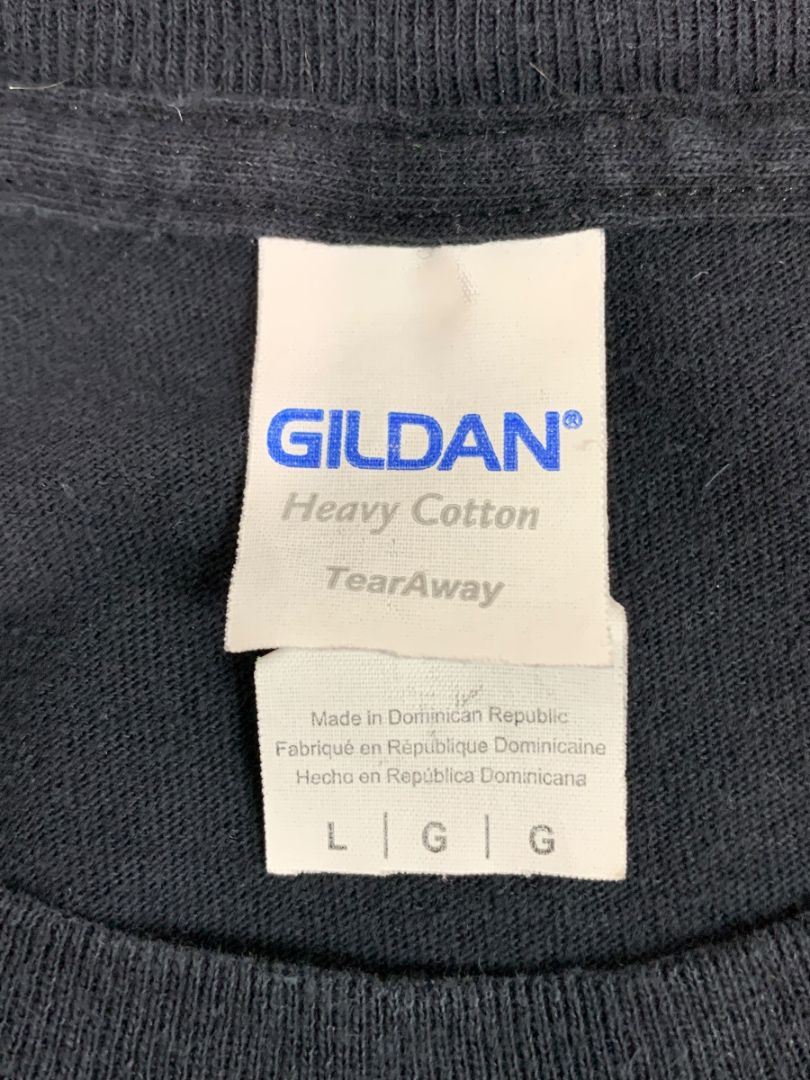 GILDAN®
Heavy Cotton
TearAway
Made in Dominican Republic
Fabriqué en République Dominicaine
Hecho en República Dominicana
L | G | G